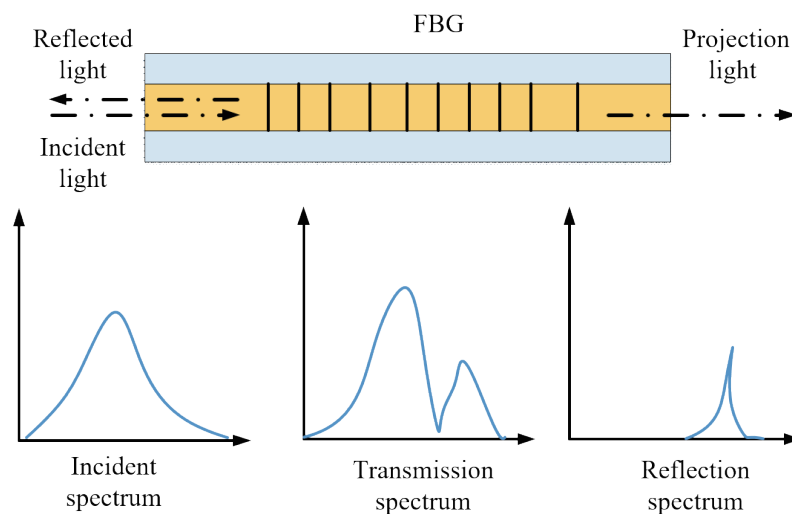 FBG
Reflected
light
Projection
light
Incident
light
Incident
spectrum
Transmission
spectrum
Reflection
spectrum